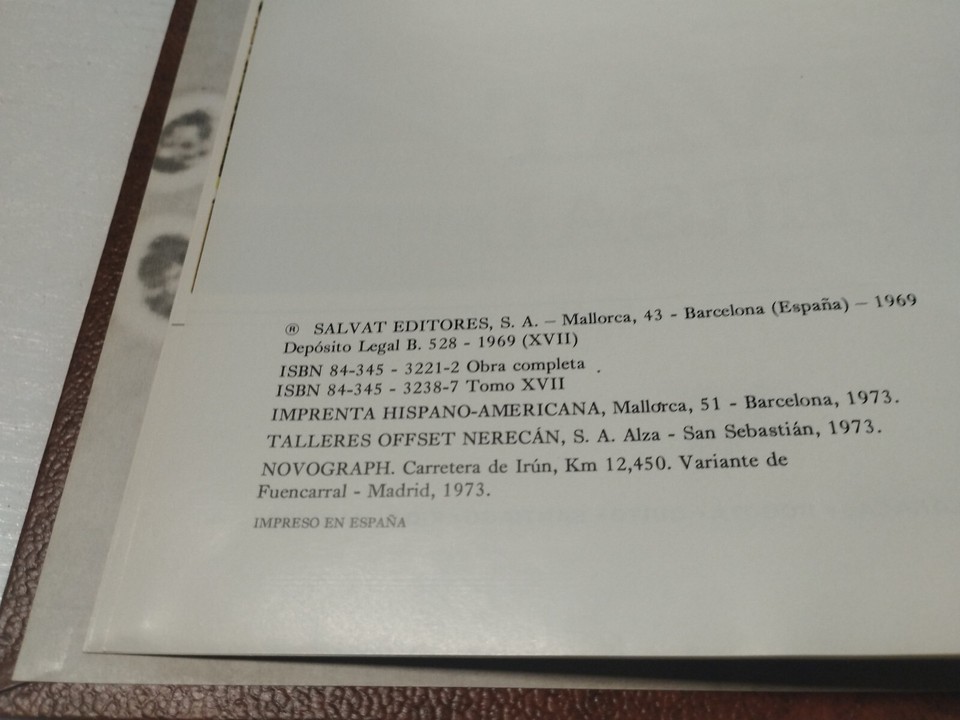 ® SALVAT EDITORES, S. A. – Mallorca, 43 - Barcelona (España) – 1969
Depósito Legal B. 528 - 1969 (XVII)
ISBN 84-345 - 3221-2 Obra completa
ISBN 84-345 - 3238-7 Tomo XVII
IMPRENTA HISPANO-AMERICANA, Mallorca, 51 - Barcelona, 1973.
TALLERES OFFSET NERECÁN, S. A. Alza - San Sebastián, 1973.
NOVOGRAPH. Carretera de Irún, Km 12,450. Variante de
Fuencarral - Madrid, 1973.
IMPRESO EN ESPAÑA